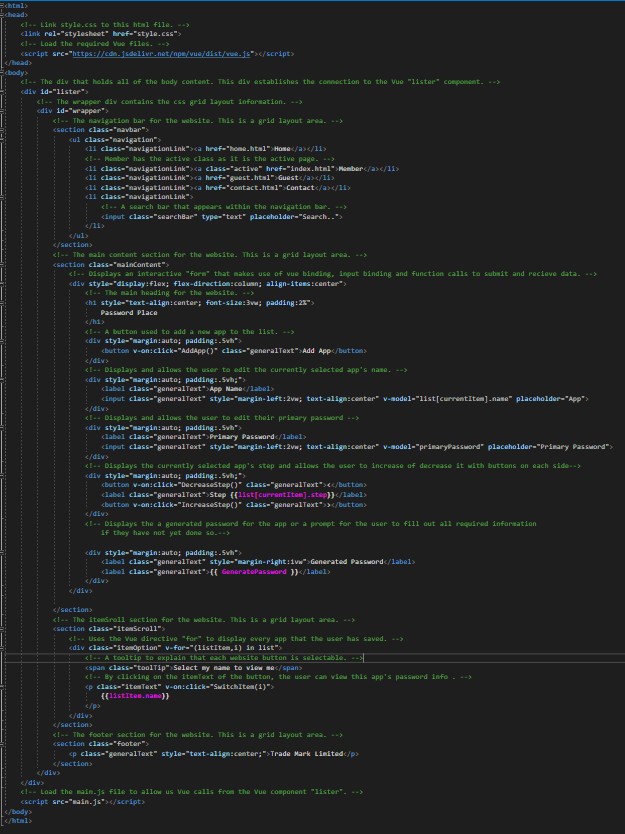 <html>
<head>
<!-- Link style.css to this html file. -->
<link rel="stylesheet" href="style.css">
<!-- Load the required Vue files. -->
<script src="https://cdn.jsdelivr.net/npm/vue/dist/vue.js"></script>
</head>
<body>
<!-- The div that holds all of the body content. This div establishes the connection to the Vue "lister" component. -->
<div id="lister">
<!-- The wrapper div contains the css grid layout information. -->
<div id="wrapper">
<!-- The navigation bar for the website. This is a grid layout area. -->
<section class="navbar">
<ul class="navigation">
<li class="navigationLink"><a href="home.html">Home</a></li>
<!-- Member has the active class as it is the active page. -->
<li class="navigationLink"><a class="active" href="index.html">Member</a></li>
<li class="navigationLink"><a href="guest.html">Guest</a></li>
<li class="navigationLink"><a href="contact.html">Contact</a></li>
<li class="navigationLink">
<!-- A search bar that appears within the navigation bar. -->
<input class="searchBar" type="text" placeholder="Search..">
</li>
</ul>
</section>
<!-- The main content section for the website. This is a grid layout area. -->
<section class="mainContent">
<!-- Displays an interactive "form" that makes use of vue binding, input binding and function calls to submit and recieve data. -->
<div style="display:flex; flex-direction:column; align-items:center">
<!-- The main heading for the website. -->
<h1 style="text-align:center; font-size:3vw; padding:2%">
Password Place
</h1>
<!-- A button used to add a new app to the list. -->
<div style="margin:auto; padding:.5vh">
<button v-on:click="AddApp()" class="generalText">Add App</button>
</div>
<!-- Displays and allows the user to edit the currently selected app's name. -->
<div style="margin:auto; padding:.5vh;">
<label class="generalText">App Name</label>
<input class="generalText" style="margin-left:2vw; text-align:center" v-model="list[currentItem].name" placeholder="App">
</div>
<!-- Displays and allows the user to edit their primary password -->
<div style="margin:auto; padding:.5vh">
<label class="generalText">Primary Password</label>
<input class="generalText" style="margin-left:2vw; text-align:center" v-model="primaryPassword" placeholder="Primary Password">
</div>
<!-- Displays the currently selected app's step and allows the user to increase of decrease it with buttons on each side-->
<div style="margin:auto; padding:.5vh;">
<button v-on:click="DecreaseStep()" class="generalText"><</button>
<label class="generalText">Step {{list[currentItem].step}}</label>
<button v-on:click="IncreaseStep()" class="generalText">></button>
</div>
<!-- Displays the a generated password for the app or a prompt for the user to fill out all required information
if they have not yet done so.-->
<div style="margin:auto; padding:.5vh">
<label class="generalText" style="margin-right:1vw">Generated Password</label>
<label class="generalText">{{ GeneratePassword }}</label>
</div>
</div>
</section>
<!-- The itemSroll section for the website. This is a grid layout area. -->
<section class="itemScroll">
<!-- Uses the Vue directive "for" to display every app that the user has saved. -->
<div class="itemOption" v-for="(listItem,i) in list">
<!-- A tooltip to explain that each website button is selectable. -->
<span class="toolTip">Select my name to view me</span>
<!-- By clicking on the itemText of the button, the user can view this app's password info . -->
<p class="itemText" v-on:click="SwitchItem(i)">
{{listItem.name}}
</p>
</div>
</section>
<!-- The footer section for the website. This is a grid layout area. -->
<section class="footer">
<p class="generalText" style="text-align:center;">Trade Mark Limited</p>
</section>
</div>
</div>
<!-- Load the main.js file to allow us Vue calls from the Vue component "lister". -->
<script src="main.js"></script>
</body>
</html>